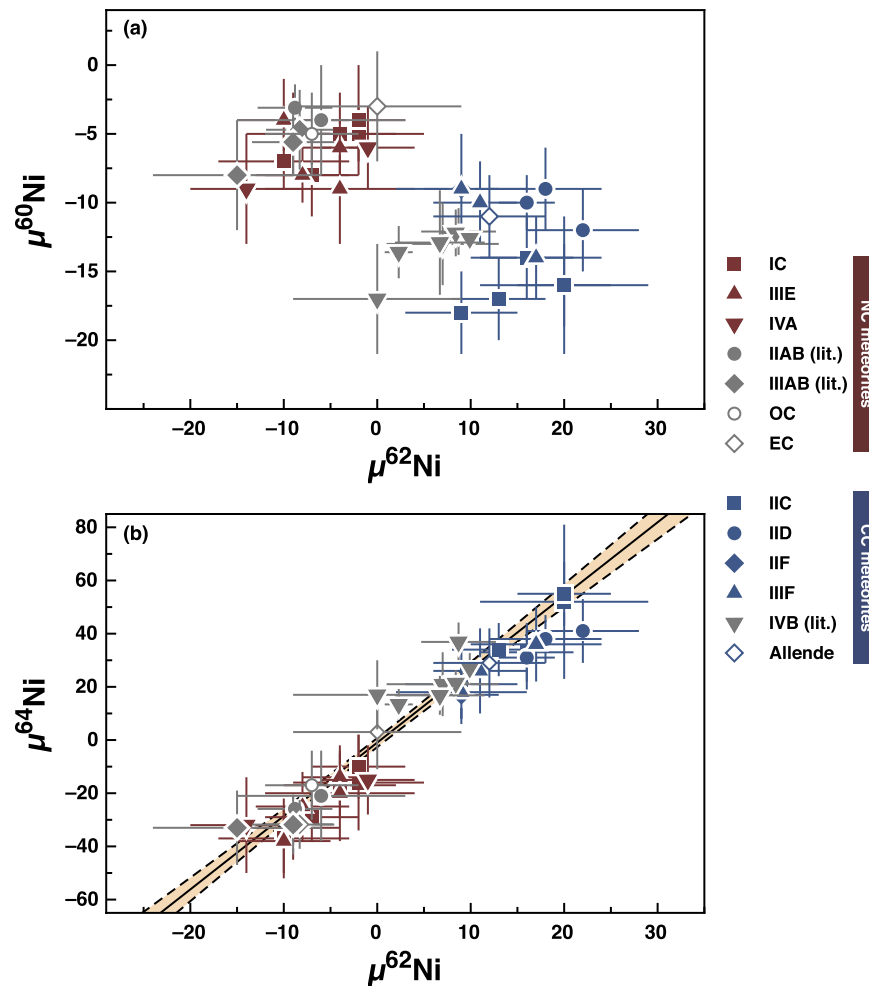 (a)
0
−5
−10
−15
−20
μ⁶⁰Ni
−20 −10 0 10 20 30
μ⁶²Ni
IC
IIIE
IVA
IIAB (lit.)
IIIAB (lit.)
OC
EC
NC meteorites
IIC
IID
IIF
IIIF
IVB (lit.)
Allende
CC meteorites
(b)
80
60
40
20
0
−20
−40
−60
μ⁶⁴Ni
−20 −10 0 10 20 30
μ⁶²Ni